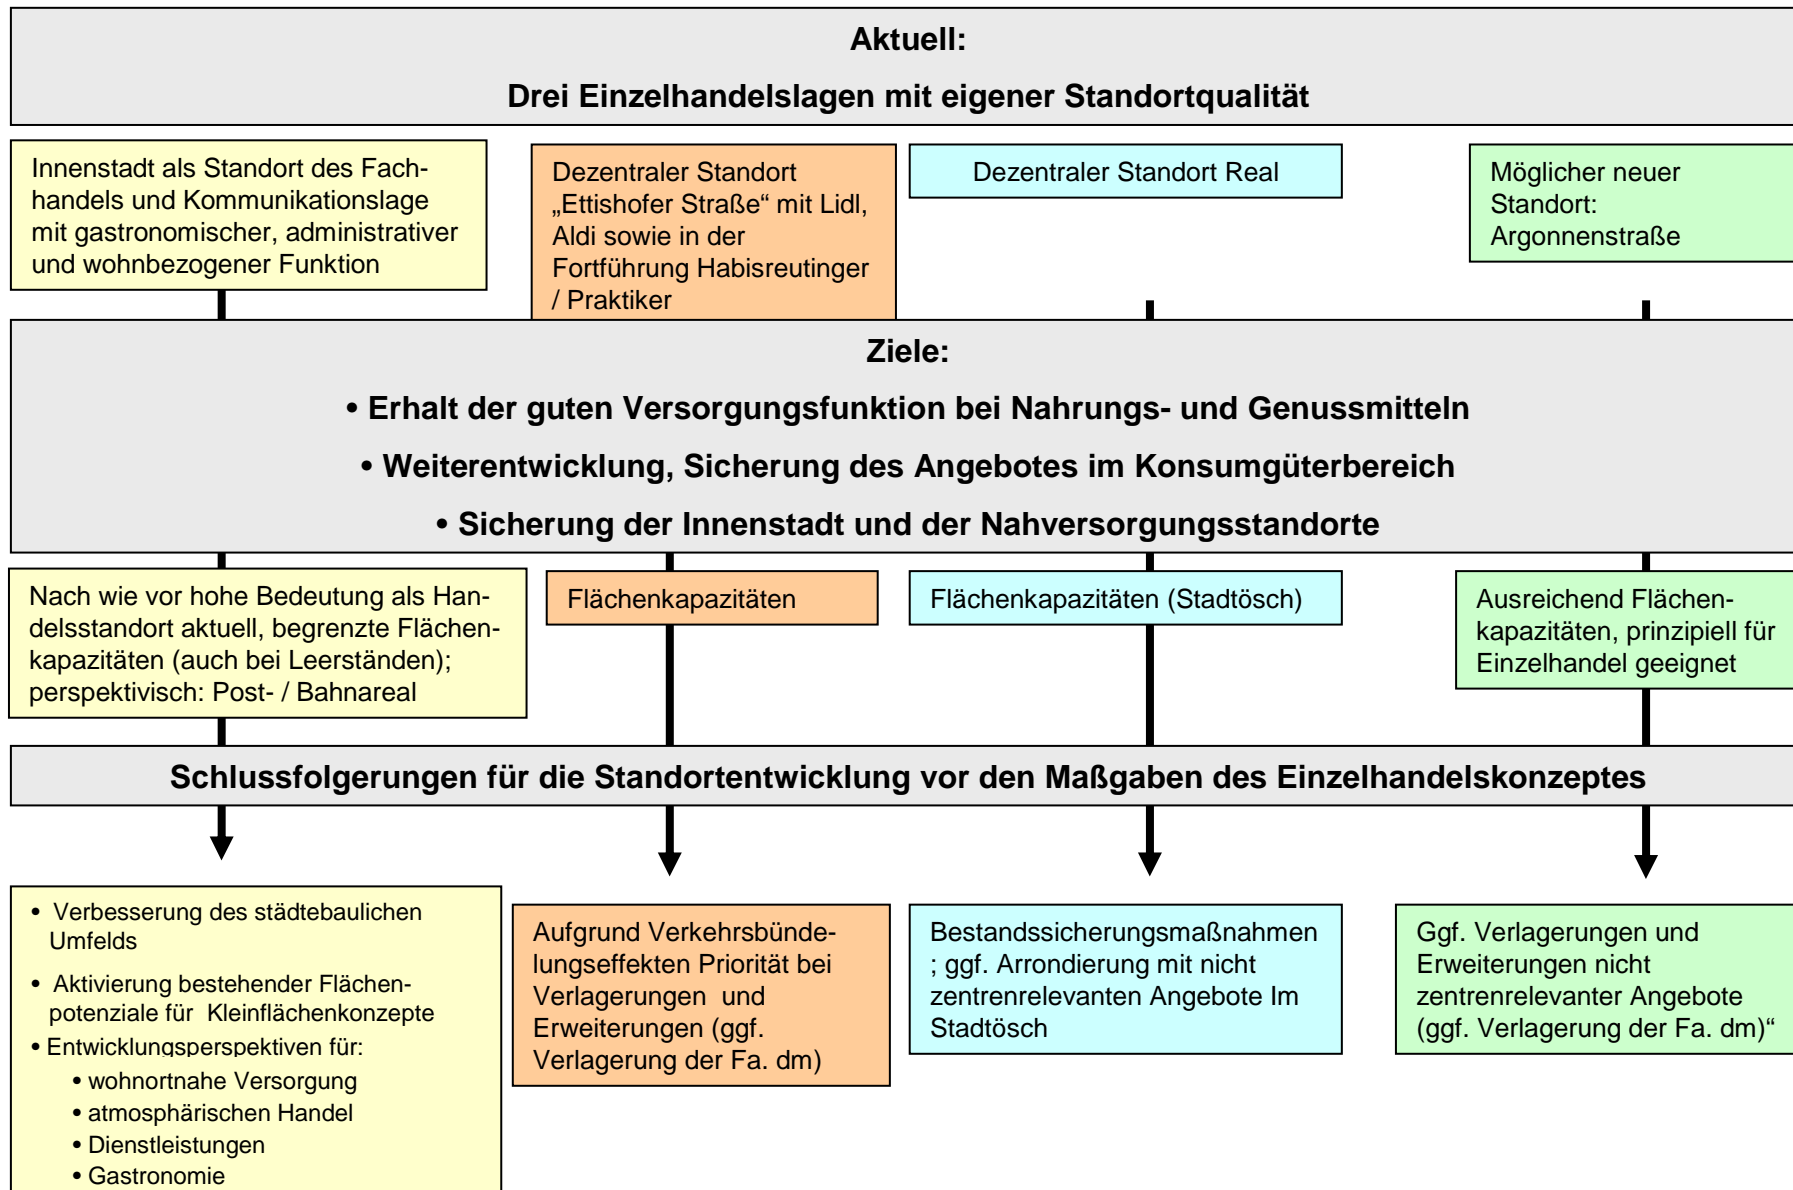 Aktuell:
Drei Einzelhandelslagen mit eigener Standortqualität
Innenstadt als Standort des Fach-
handels und Kommunikationslage
mit gastronomischer, administrativer
und wohnbezogener Funktion
Dezentraler Standort
„Ettishofer Straße“ mit Lidl,
Aldi sowie in der
Fortführung Habisreutinger
/ Praktiker
Dezentraler Standort Real
Möglicher neuer
Standort:
Argonnenstraße
Ziele:
• Erhalt der guten Versorgungsfunktion bei Nahrungs- und Genussmitteln
• Weiterentwicklung, Sicherung des Angebotes im Konsumgüterbereich
• Sicherung der Innenstadt und der Nahversorgungsstandorte
Nach wie vor hohe Bedeutung als Han-
delsstandort aktuell, begrenzte Flächen-
kapazitäten (auch bei Leerständen);
perspektivisch: Post- / Bahnareal
Flächenkapazitäten
Flächenkapazitäten (Stadtösch)
Ausreichend Flächen-
kapazitäten, prinzipiell für
Einzelhandel geeignet
Schlussfolgerungen für die Standortentwicklung vor den Maßgaben des Einzelhandelskonzeptes
• Verbesserung des städtebaulichen
Umfelds
• Aktivierung bestehender Flächen-
potenziale für Kleinflächenkonzepte
• Entwicklungsperspektiven für:
• wohnortnahe Versorgung
• atmosphärischen Handel
• Dienstleistungen
• Gastronomie
Aufgrund Verkehrsbünde-
lungseffekten Priorität bei
Verlagerungen und
Erweiterungen (ggf.
Verlagerung der Fa. dm)
Bestandssicherungsmaßnahmen
; ggf. Arrondierung mit nicht
zentrenrelevanten Angebote Im
Stadtösch
Ggf. Verlagerungen und
Erweiterungen nicht
zentrenrelevanter Angebote
(ggf. Verlagerung der Fa. dm)“